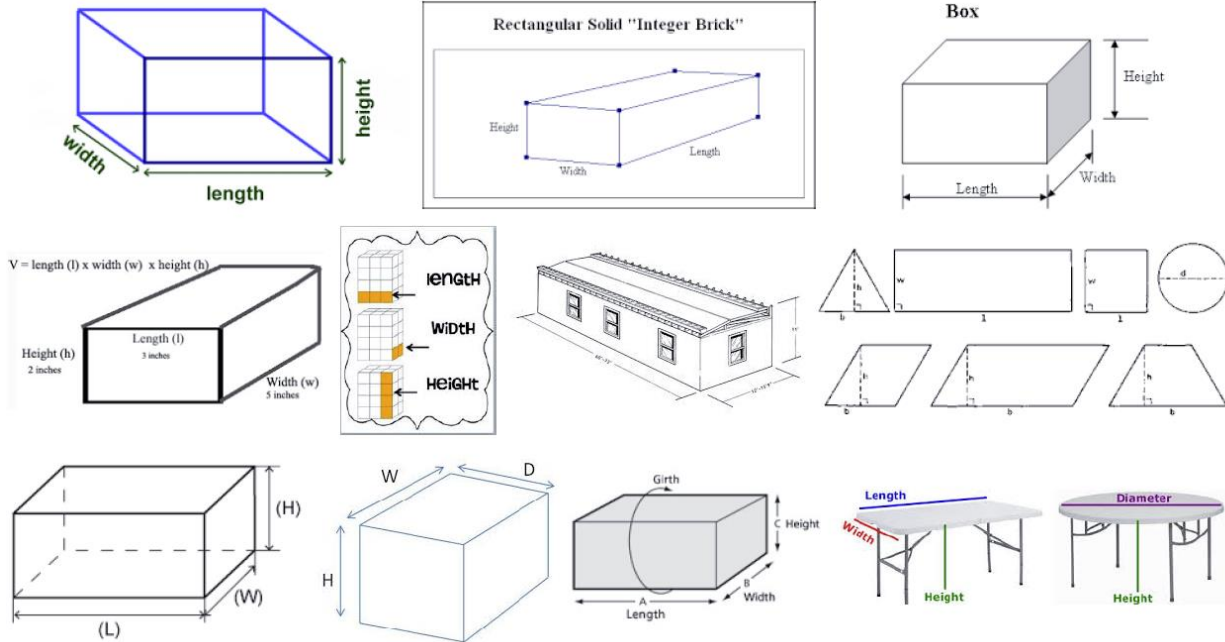 width
length
height
Rectangular Solid "Integer Brick"
Height
Width
Length
Box
Height
Length
Width
V = length (l) x width (w) x height (h)
Length (l)
3 inches
Height (h)
2 inches
Width (w)
5 inches
LENGTH
WIDTH
HEIGHT
h
b
w
l
w
l
d
h
b
h
b
h
b
(H)
(W)
(L)
W
D
H
Girth
C Height
B
Width
A
Length
Length
Width
Height
Diameter
Height